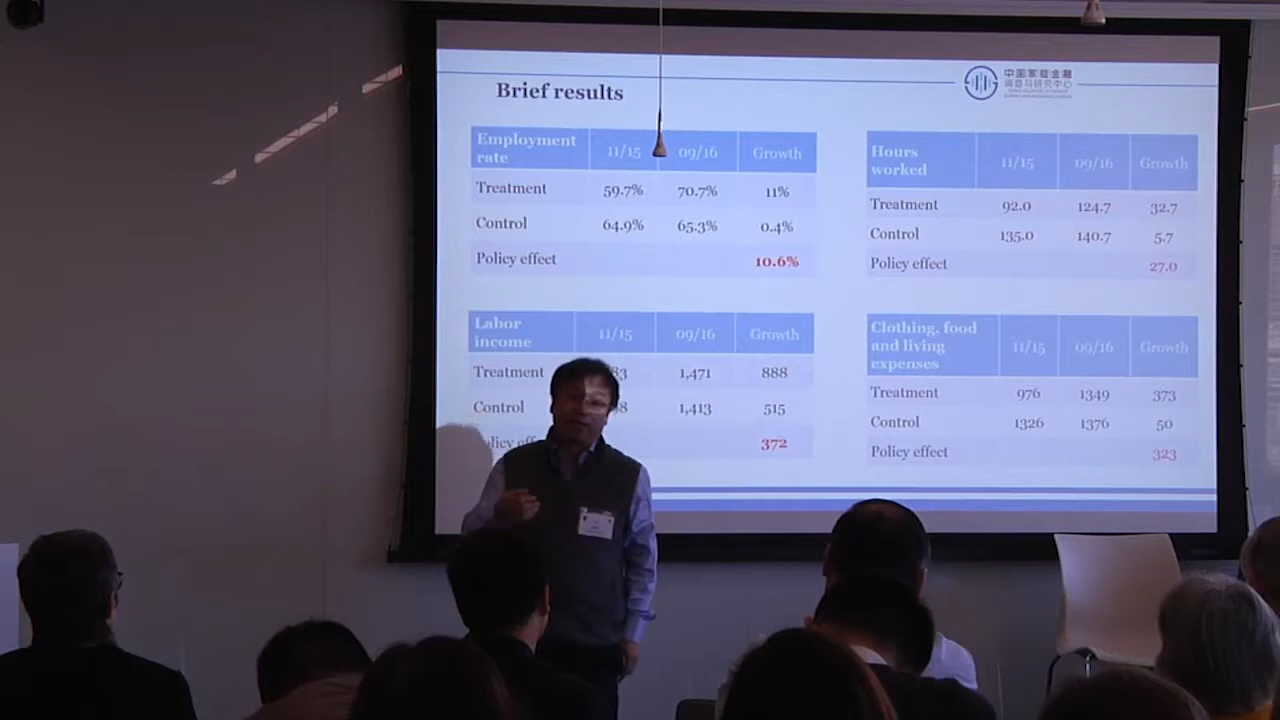 Brief results
中国家庭金融
调查与研究中心
Employment rate 11/15 09/16 Growth
Treatment 59.7% 70.7% 11%
Control 64.9% 65.3% 0.4%
Policy effect 10.6%
Hours worked 11/15 09/16 Growth
Treatment 92.0 124.7 32.7
Control 135.0 140.7 5.7
Policy effect 27.0
Labor income 11/15 09/16 Growth
Treatment 83 1,471 888
Control 98 1,413 515
Policy eff 372
Clothing, food and living expenses 11/15 09/16 Growth
Treatment 976 1349 373
Control 1326 1376 50
Policy effect 323